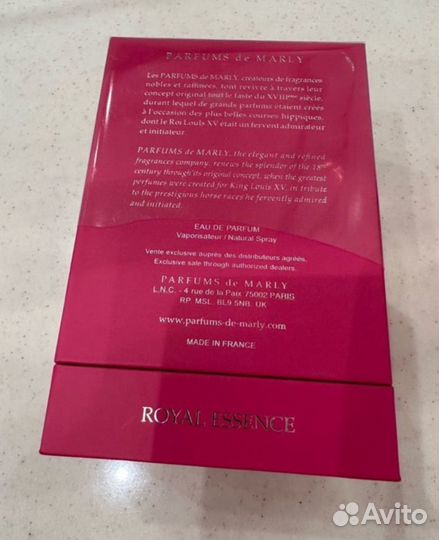 PARFUMS de MARLY
Les PARFUMS de MARLY, créateurs de fragrances
nobles et raffinées, font revivre à travers leur
concept original tout le faste du XVIIIème siècle,
durant lequel de grands parfums étaient créés
à l'occasion des plus belles courses hippiques,
dont le Roi Louis XV était un fervent admirateur
et initiateur.
PARFUMS de MARLY, the elegant and refined
fragrances company, renews the splendor of the 18th
century through its original concept, when the greatest
perfumes were created for King Louis XV, in tribute
to the prestigious horse races he fervently admired
and initiated.
EAU DE PARFUM
Vaporisateur / Natural Spray
Vente exclusive auprès des distributeurs agréés.
Exclusive sale through authorized dealers.
PARFUMS de MARLY
L.N.C. - 4 rue de la Paix 75002 PARIS
RP. MSL. BL9 5NB. UK
www.parfums-de-marly.com
MADE IN FRANCE
ROYAL ESSENCE
Avito